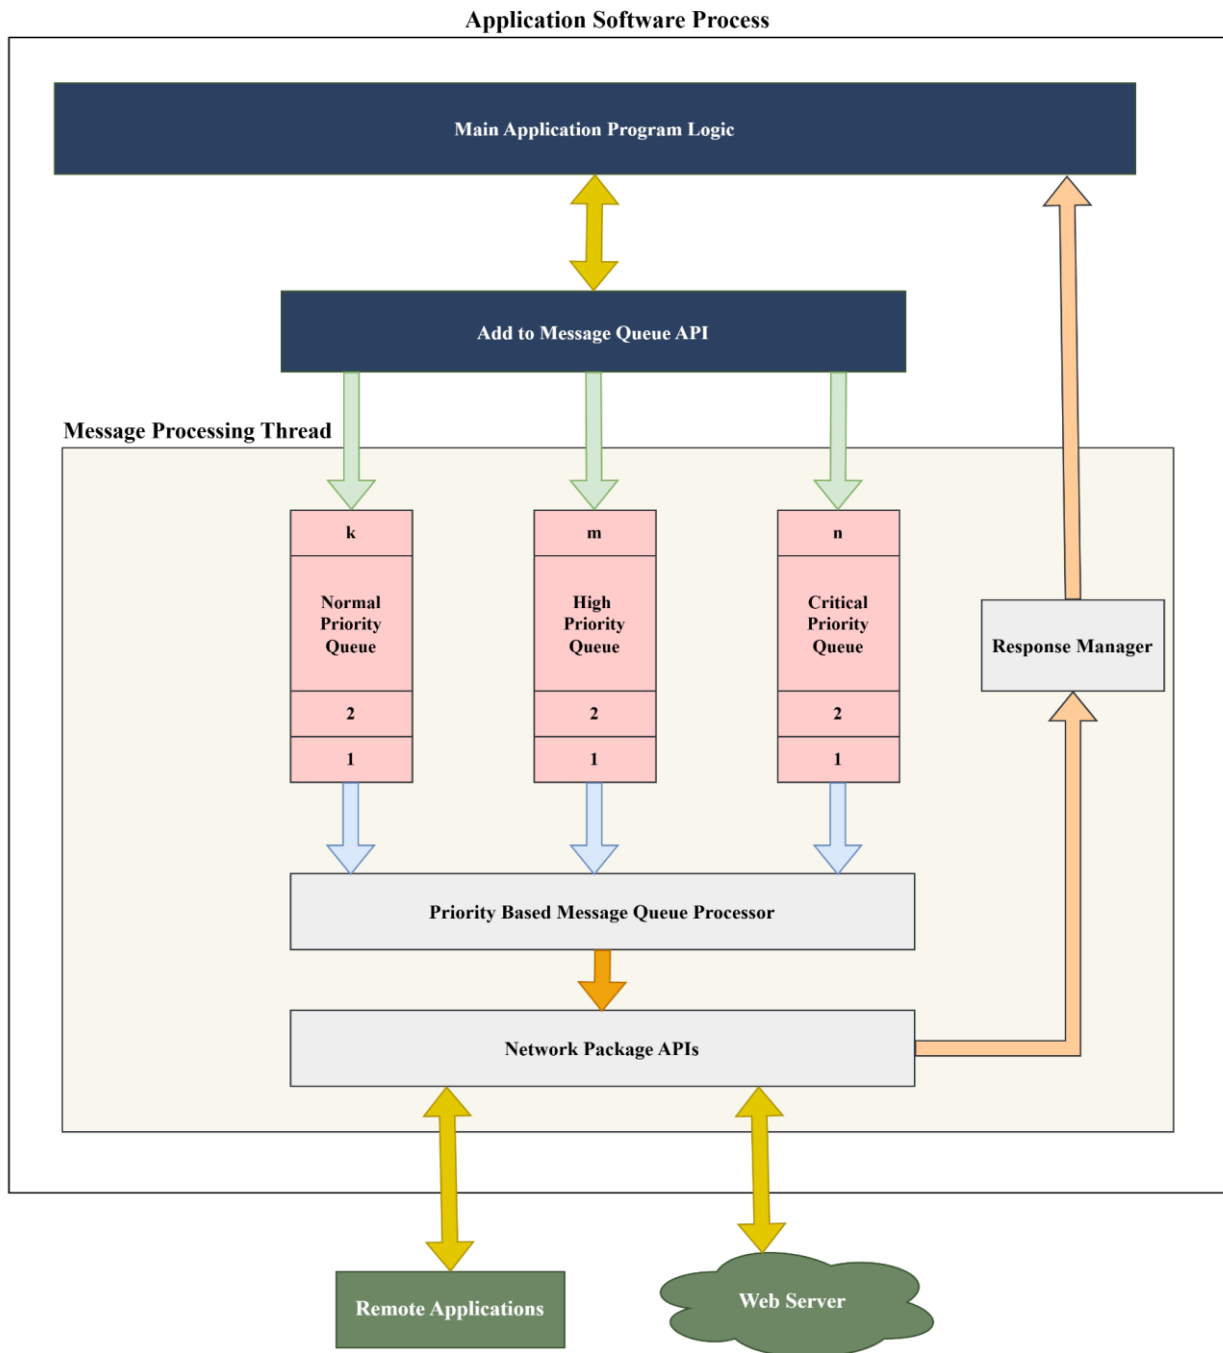 Application Software Process
Main Application Program Logic
Add to Message Queue API
Message Processing Thread
k
m
n
Normal
Priority
Queue
High
Priority
Queue
Critical
Priority
Queue
Response Manager
2
2
2
1
1
1
Priority Based Message Queue Processor
Network Package APIs
Remote Applications
Web Server